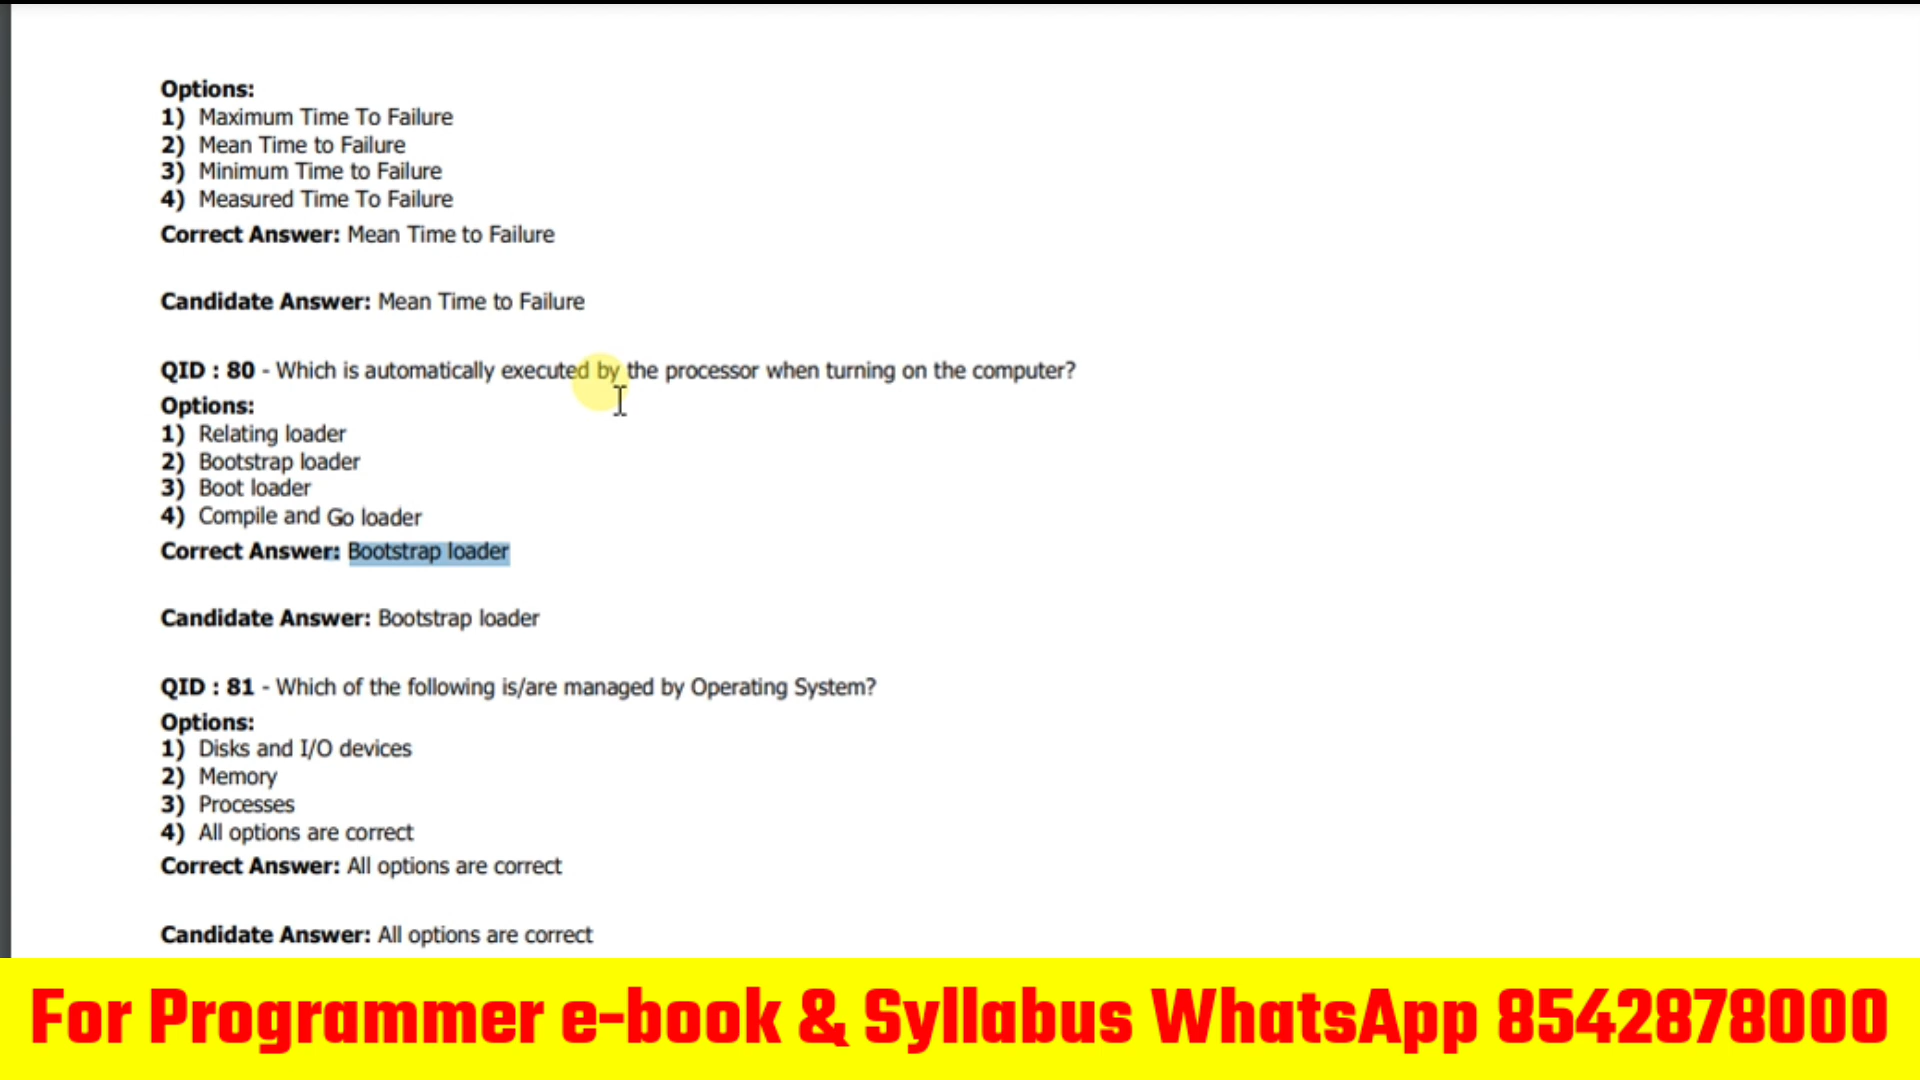 Options:
1) Maximum Time To Failure
2) Mean Time to Failure
3) Minimum Time to Failure
4) Measured Time To Failure
Correct Answer: Mean Time to Failure
Candidate Answer: Mean Time to Failure
QID : 80 - Which is automatically executed by the processor when turning on the computer?
Options:
1) Relating loader
2) Bootstrap loader
3) Boot loader
4) Compile and Go loader
Correct Answer: Bootstrap loader
Candidate Answer: Bootstrap loader
QID : 81 - Which of the following is/are managed by Operating System?
Options:
1) Disks and I/O devices
2) Memory
3) Processes
4) All options are correct
Correct Answer: All options are correct
Candidate Answer: All options are correct
For Programmer e-book & Syllabus WhatsApp 8542878000